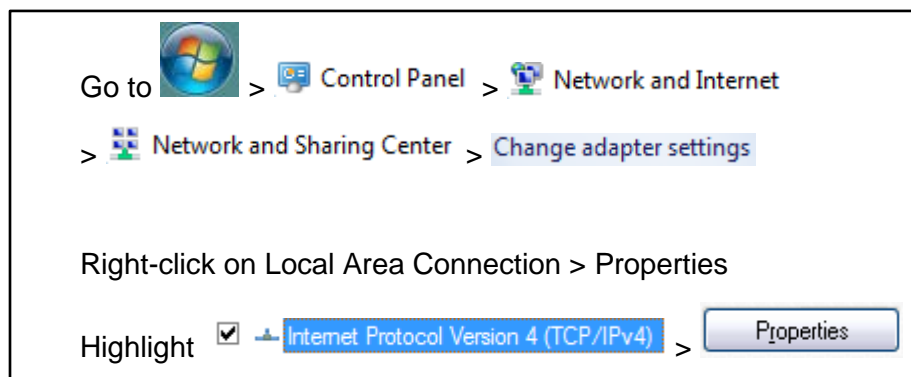 Go to > Control Panel > Network and Internet
> Network and Sharing Center > Change adapter settings
Right-click on Local Area Connection > Properties
Highlight Internet Protocol Version 4 (TCP/IPv4) > Properties